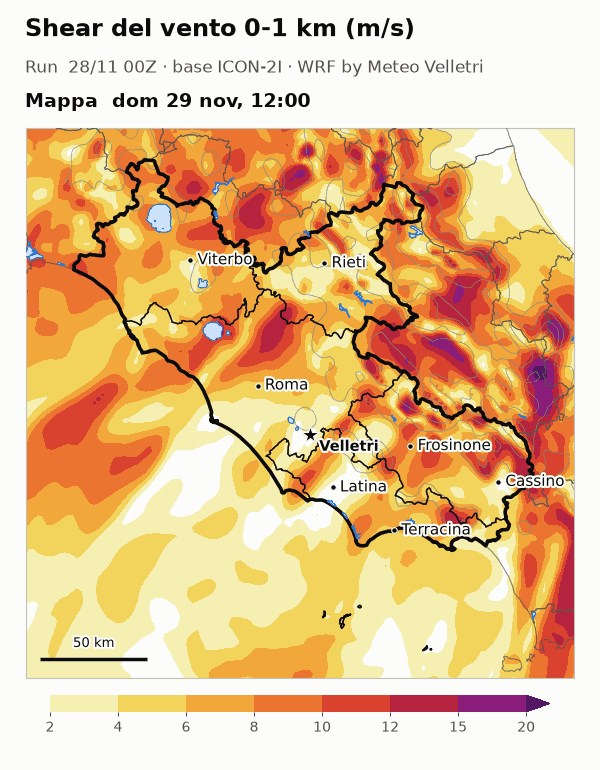 Shear del vento 0-1 km (m/s)
Run  28/11 00Z · base ICON-2I · WRF by Meteo Velletri
Mappa  dom 29 nov, 12:00
Viterbo
Rieti
Roma
Velletri
Frosinone
Latina
Cassino
Terracina
50 km
2 4 6 8 10 12 15 20